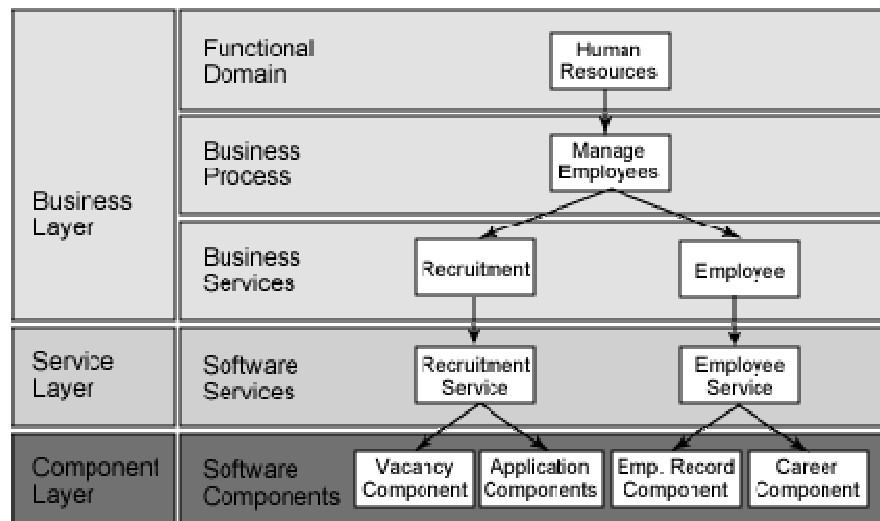 Functional
Domain
Human
Resources
Business
Process
Manage
Employees
Business
Layer
Business
Services
Recruitment
Employee
Service
Layer
Software
Services
Recruitment
Service
Employee
Service
Component
Layer
Software
Components
Vacancy
Component
Application
Components
Emp. Record
Component
Career
Component